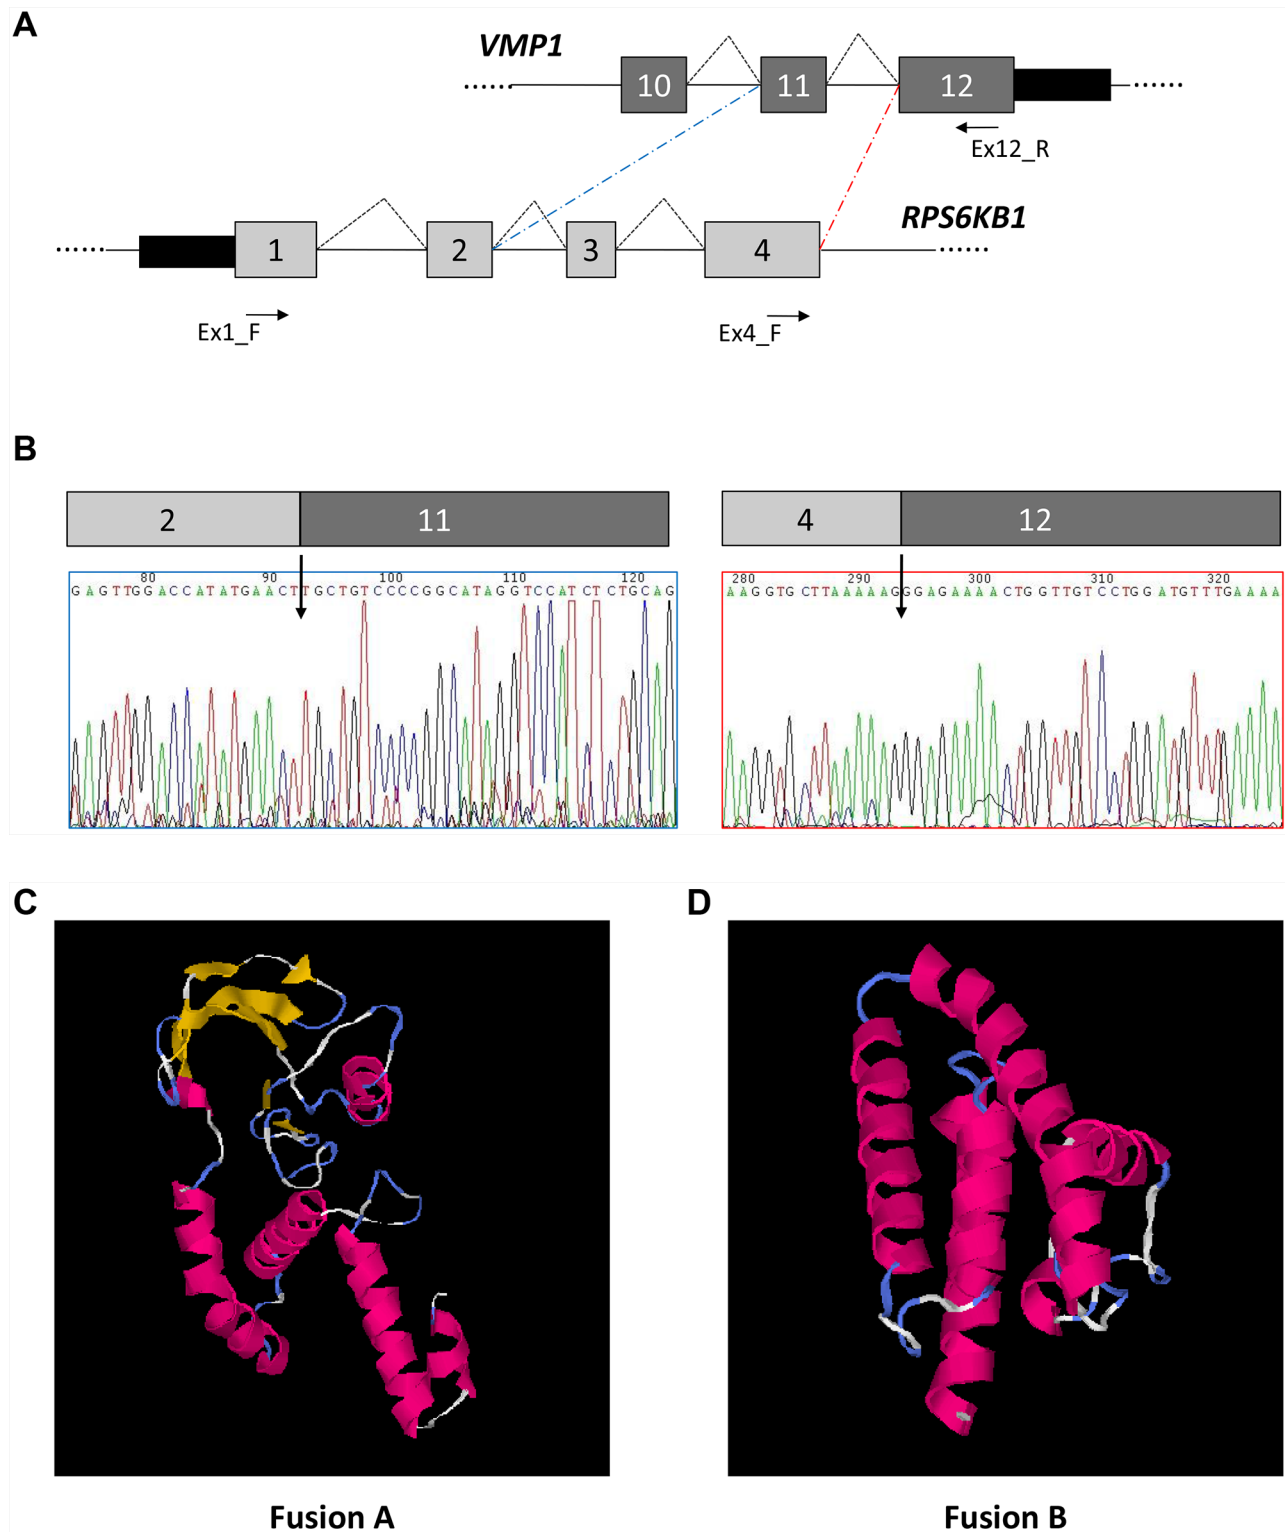 A
VMP1
10
11
12
Ex12_R
RPS6KB1
1
2
3
4
Ex1_F
Ex4_F
B
2 11
4 12
80 90 100 110 120
GAGTTGGACCATATGAACTTGCTGTCCCCGGCATAGGTCCATCTCTGCAG
280 290 300 310 320
AAGGTGCTTAAAAAGGGAGAAAACTGGTTGTCCTGGATGTTTGAAAA
C
D
Fusion A
Fusion B